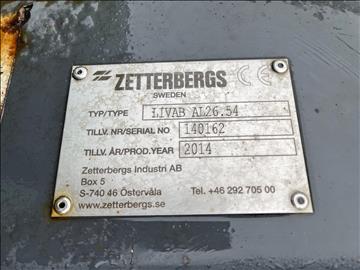 ZETTERBERGS CE
SWEDEN
TYP/TYPE LIVAB AL26.54
TILLV. NR/SERIAL NO 140162
TILLV. ÅR/PROD.YEAR 2014
Zetterbergs Industri AB
Box 5
S-740 46 Östervåla Tel. +46 292 705 00
www.zetterbergs.se